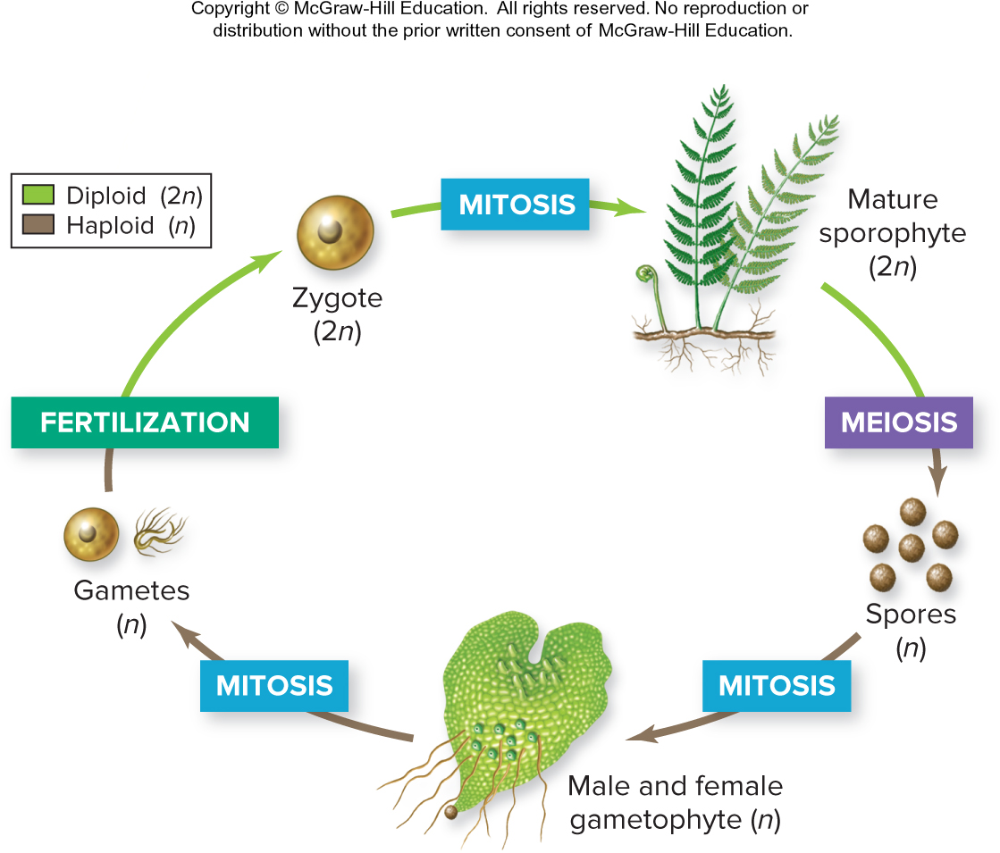 Copyright © McGraw-Hill Education.  All rights reserved. No reproduction or
distribution without the prior written consent of McGraw-Hill Education.
Diploid (2n)
Haploid (n)
Zygote
(2n)
MITOSIS
Mature
sporophyte
(2n)
MEIOSIS
Spores
(n)
MITOSIS
Male and female
gametophyte (n)
MITOSIS
Gametes
(n)
FERTILIZATION